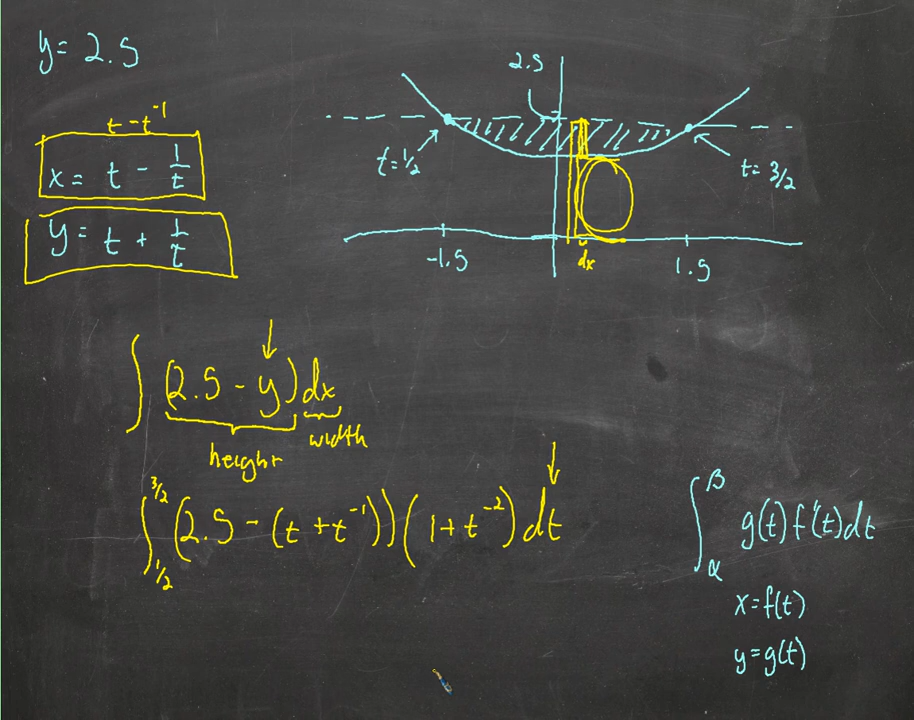 y = 2.5
t - t⁻¹
x = t - 1/t
y = t + 1/t
2.5
t = 1/2
t = 3/2
-1.5
dx
1.5
∫ (2.5 - y) dx
height
width
∫_{1/2}^{3/2} (2.5 - (t + t⁻¹))(1 + t⁻²) dt
∫_α^β g(t) f'(t) dt
x = f(t)
y = g(t)